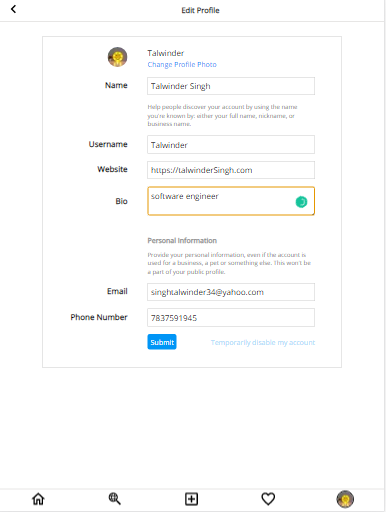 Edit Profile
Talwinder
Change Profile Photo
Name
Talwinder Singh
Help people discover your account by using the name
you're known by: either your full name, nickname, or
business name.
Username
Talwinder
Website
https://talwinderSingh.com
Bio
software engineer
Personal Information
Provide your personal information, even if the account is
used for a business, a pet or something else. This won't be
a part of your public profile.
Email
singhtalwinder34@yahoo.com
Phone Number
7837591945
Submit
Temporarily disable my account